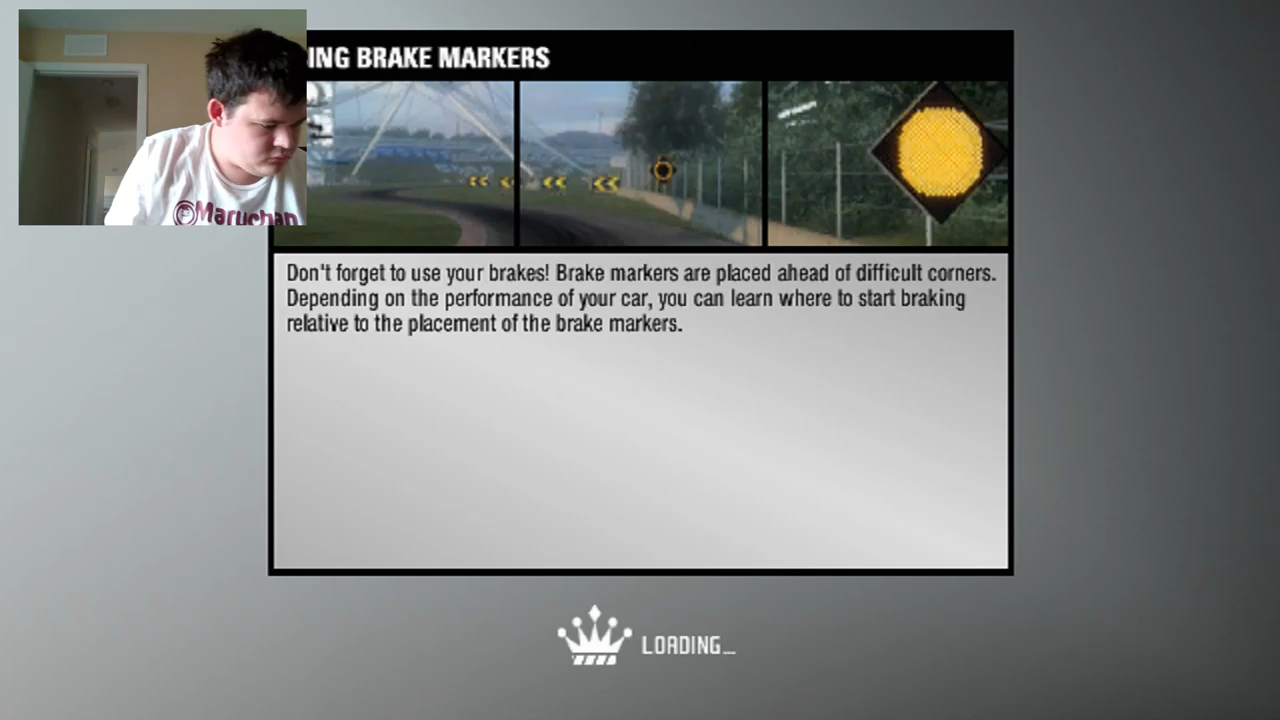 ING BRAKE MARKERS
Maruchan
Don't forget to use your brakes! Brake markers are placed ahead of difficult corners.
Depending on the performance of your car, you can learn where to start braking
relative to the placement of the brake markers.
LOADING...